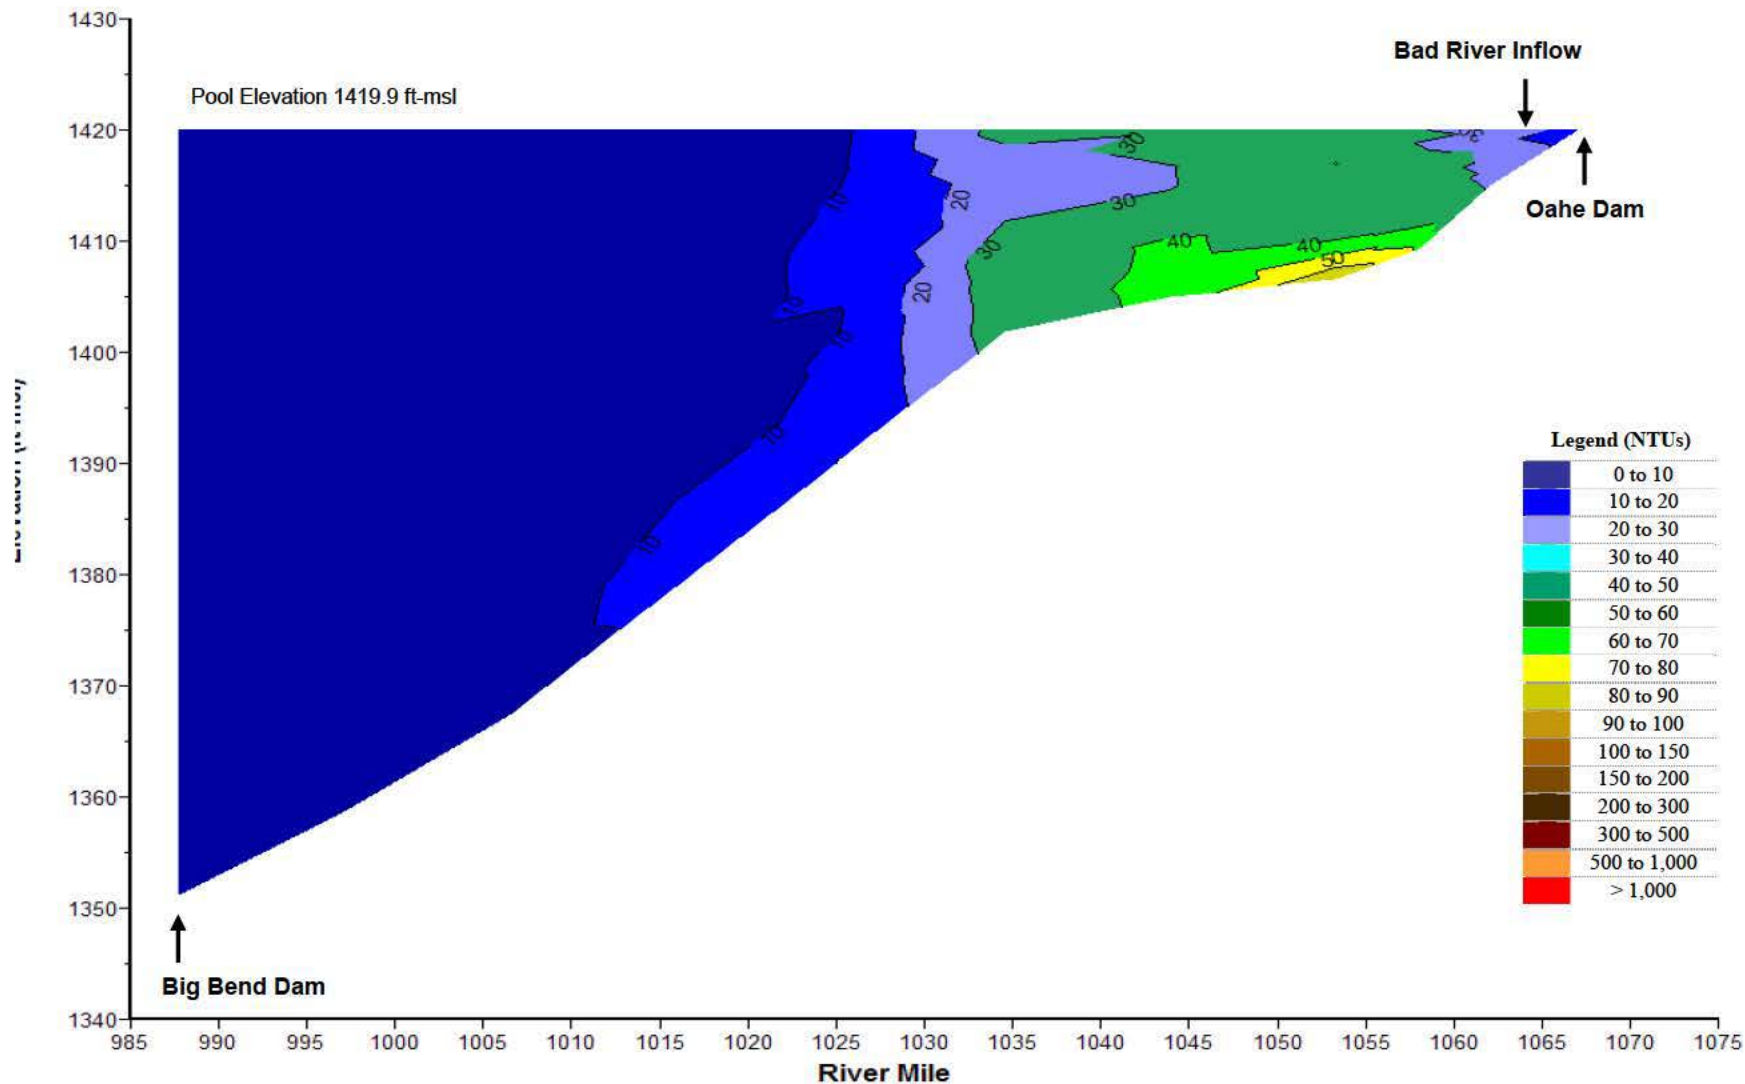 1430
Bad River Inflow
Pool Elevation 1419.9 ft-msl
1420
30
30
10
20
30
Oahe Dam
1410
30
40
40
50
20
10
10
1400
10
1390
10
1380
1370
1360
1350
1340
Legend (NTUs)
0 to 10
10 to 20
20 to 30
30 to 40
40 to 50
50 to 60
60 to 70
70 to 80
80 to 90
90 to 100
100 to 150
150 to 200
200 to 300
300 to 500
500 to 1,000
> 1,000
Big Bend Dam
985 990 995 1000 1005 1010 1015 1020 1025 1030 1035 1040 1045 1050 1055 1060 1065 1070 1075
River Mile